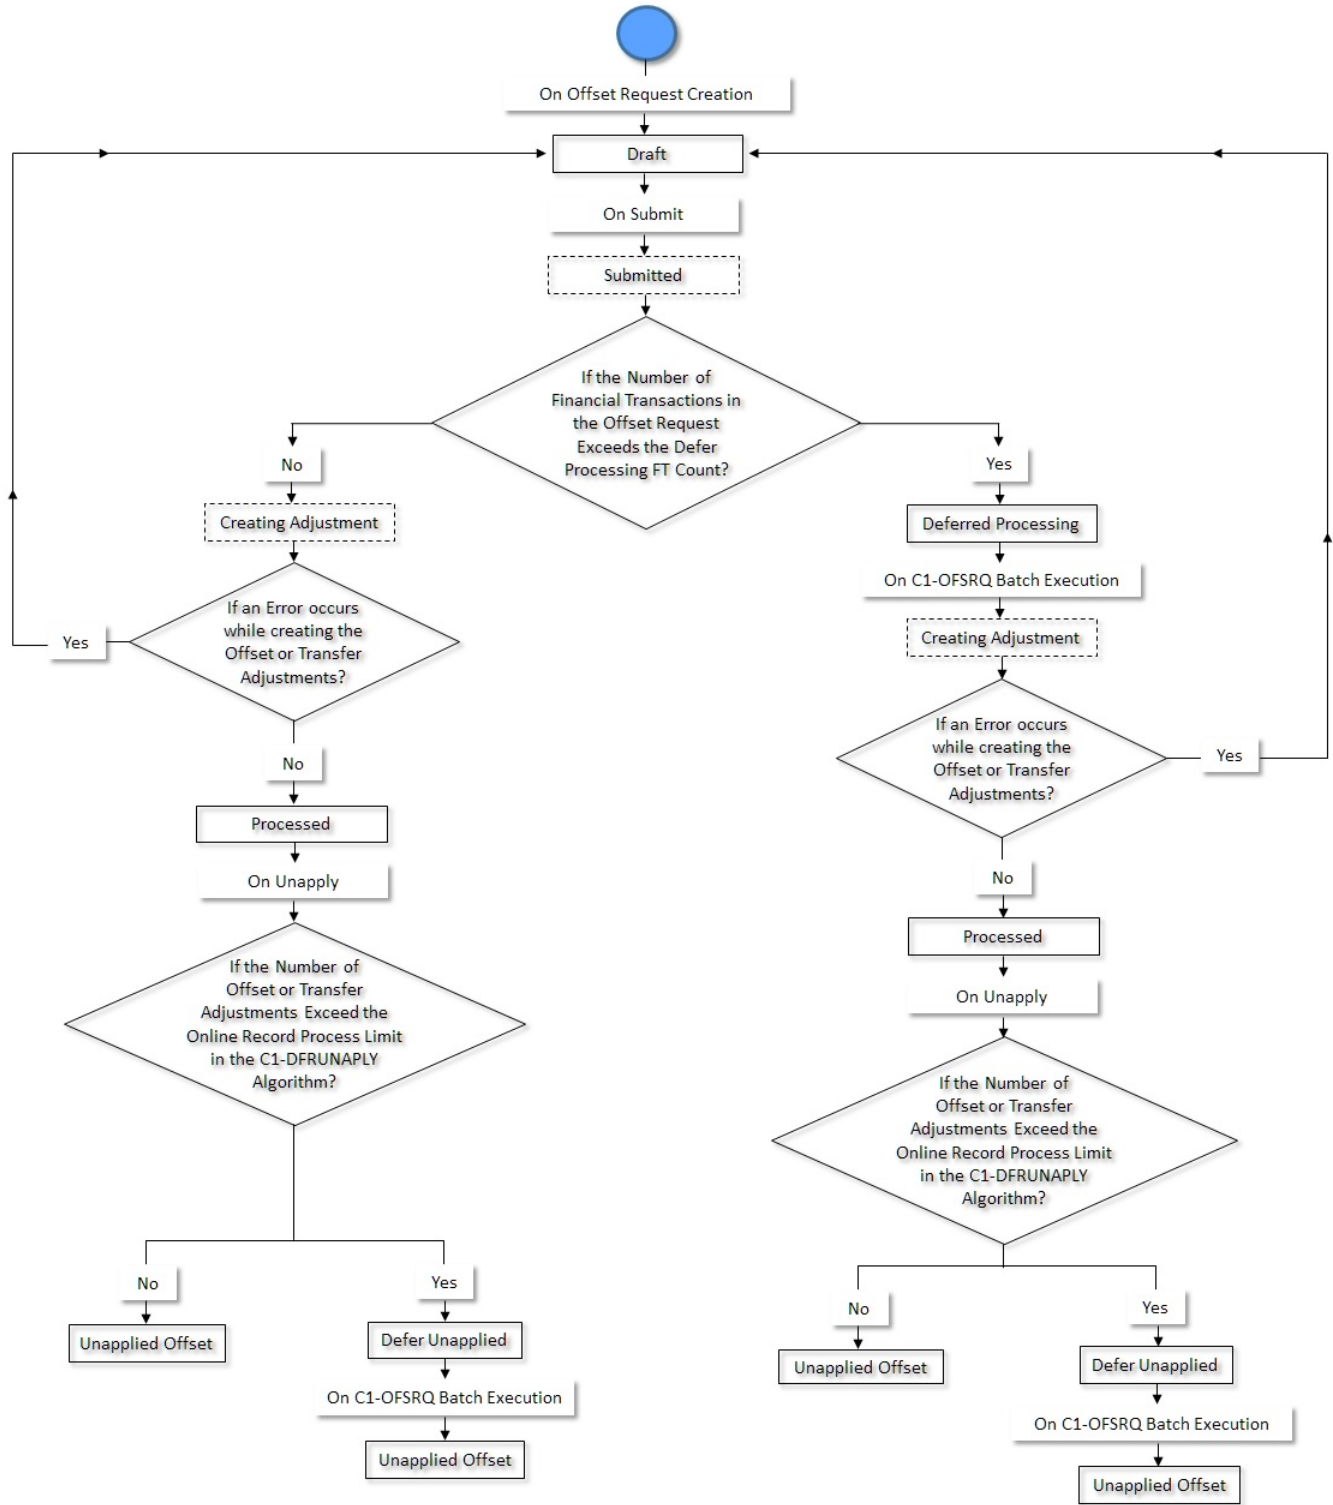 On Offset Request Creation
Draft
On Submit
Submitted
If the Number of
Financial Transactions in
the Offset Request
Exceeds the Defer
Processing FT Count?
No
Creating Adjustment
If an Error occurs
while creating the
Offset or Transfer
Adjustments?
Yes
No
Processed
On Unapply
If the Number of
Offset or Transfer
Adjustments Exceed the
Online Record Process Limit
in the C1-DFRUNAPLY
Algorithm?
No
Unapplied Offset
Yes
Defer Unapplied
On C1-OFSRQ Batch Execution
Unapplied Offset
Yes
Deferred Processing
On C1-OFSRQ Batch Execution
Creating Adjustment
If an Error occurs
while creating the
Offset or Transfer
Adjustments?
Yes
No
Processed
On Unapply
If the Number of
Offset or Transfer
Adjustments Exceed the
Online Record Process Limit
in the C1-DFRUNAPLY
Algorithm?
No
Unapplied Offset
Yes
Defer Unapplied
On C1-OFSRQ Batch Execution
Unapplied Offset